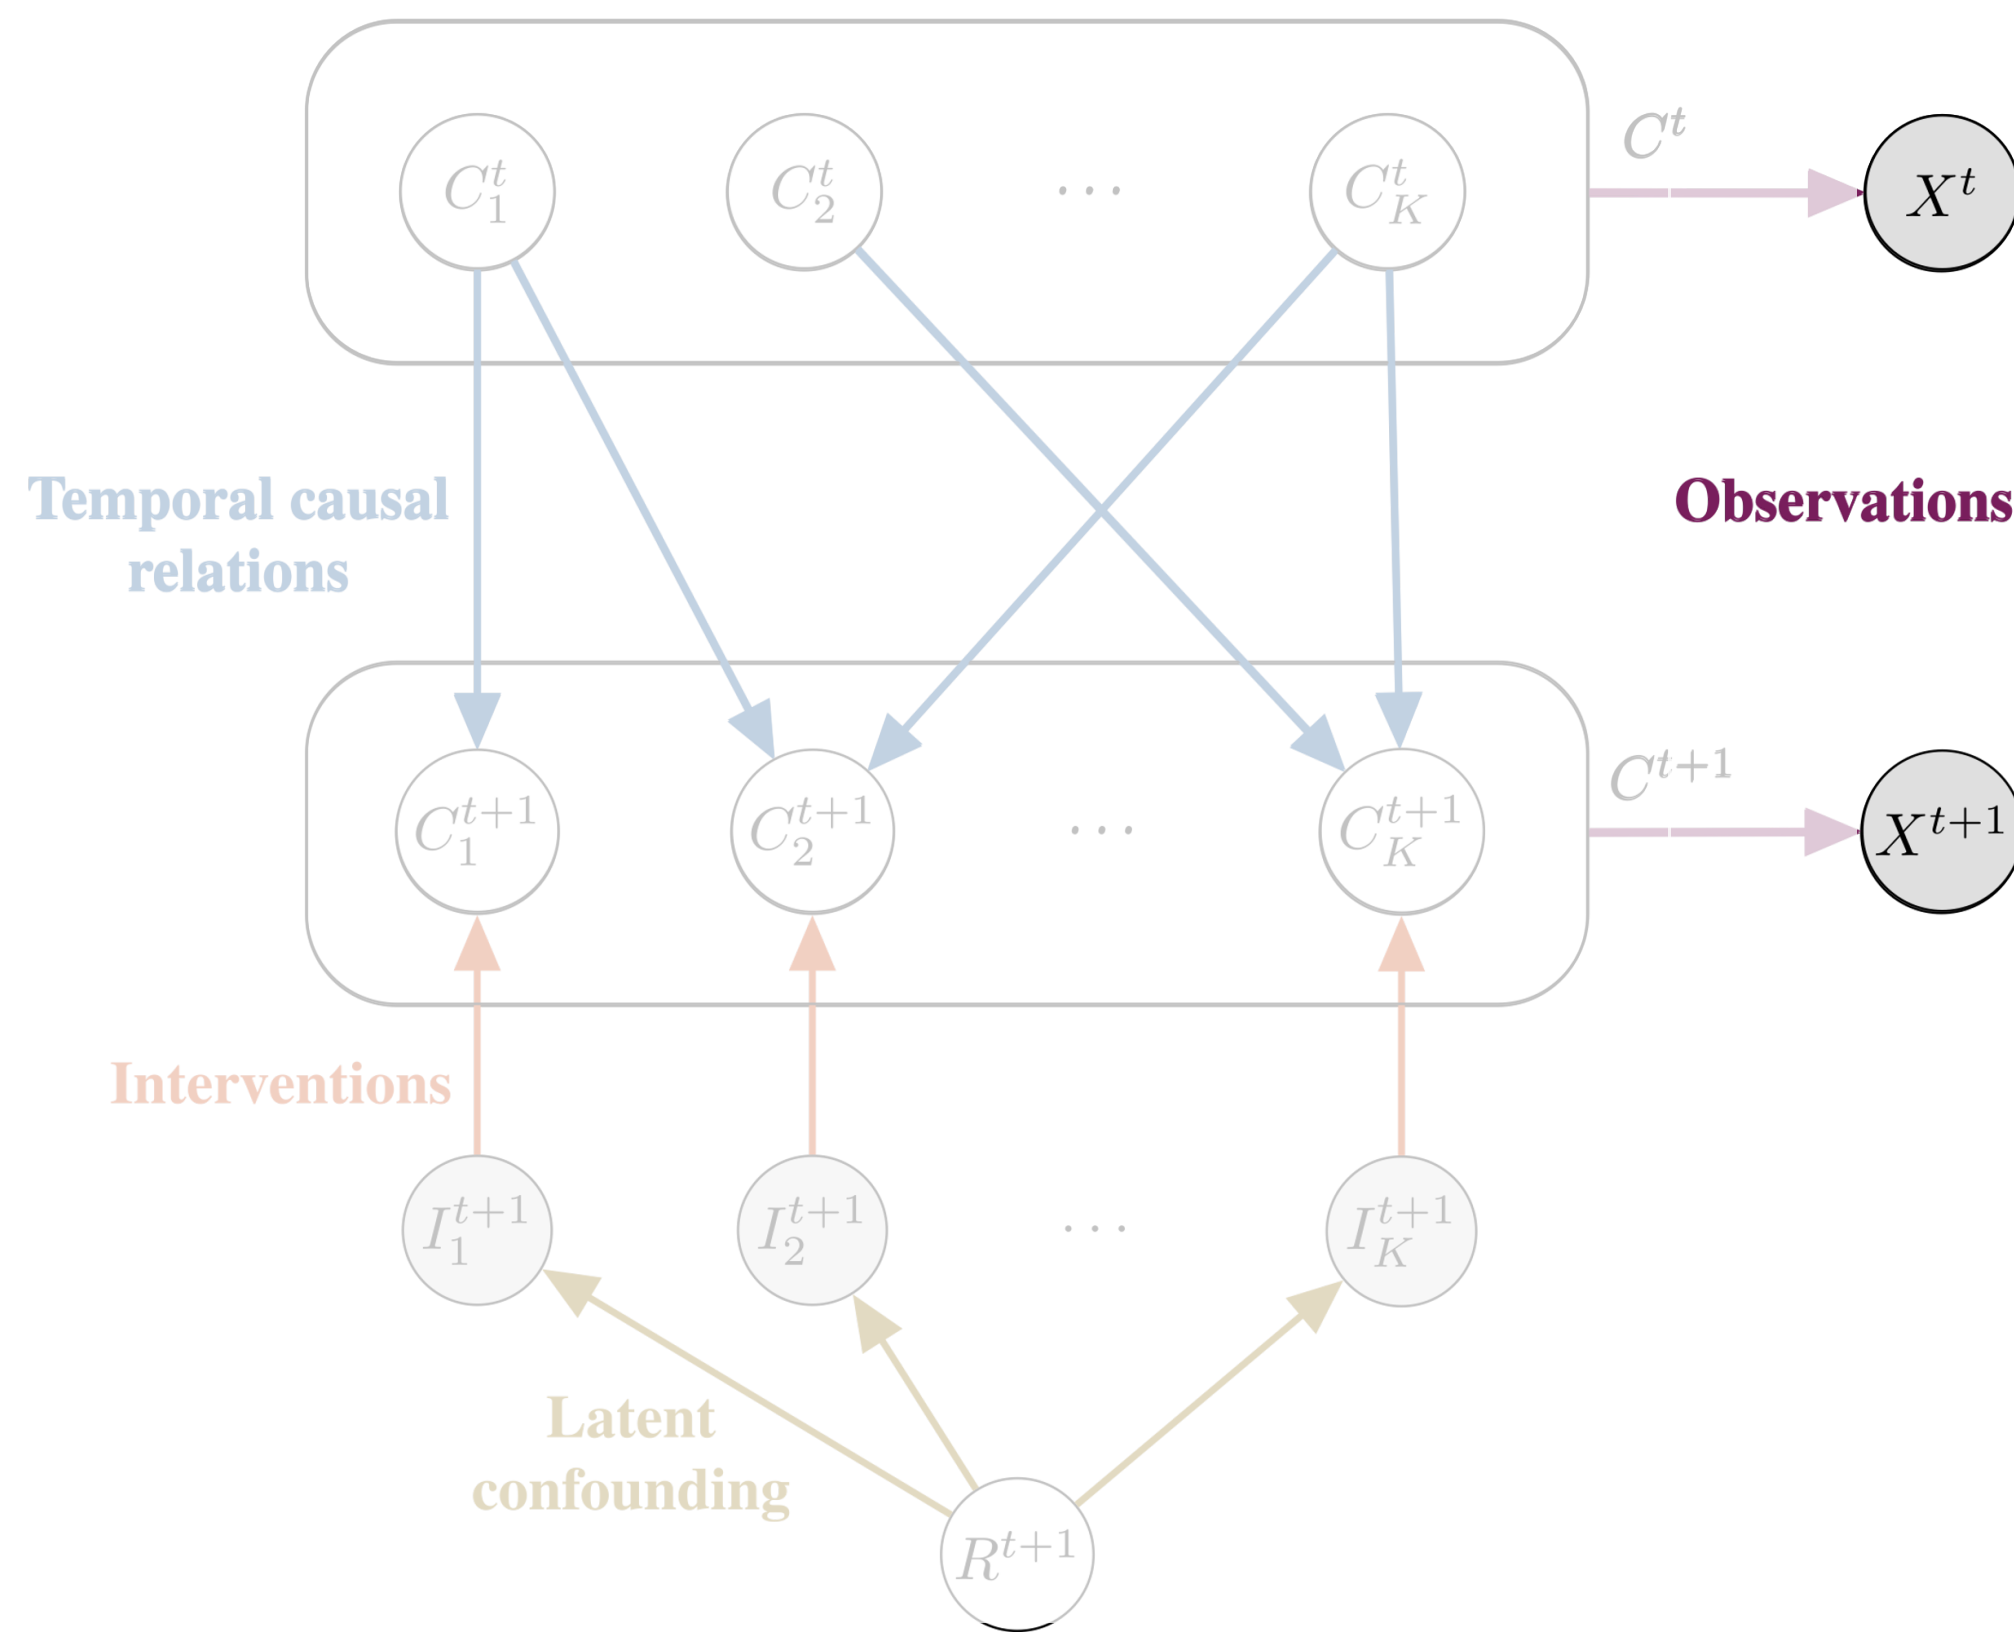 C_1^t C_2^t ⋯ C_K^t C^t X^t
Temporal causal
relations
Observations
C_1^{t+1} C_2^{t+1} ⋯ C_K^{t+1} C^{t+1} X^{t+1}
Interventions
I_1^{t+1} I_2^{t+1} ⋯ I_K^{t+1}
Latent
confounding
R^{t+1}